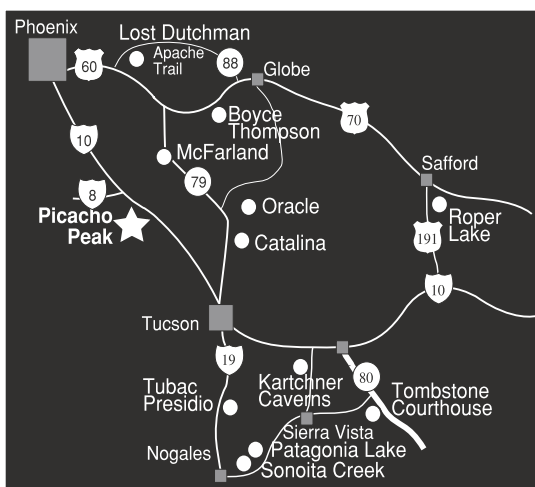 Phoenix
Lost Dutchman
60
Apache
Trail
88
Globe
Boyce
Thompson
70
10
McFarland
Safford
79
8
Picacho
Peak
Oracle
Roper
Lake
Catalina
191
10
Tucson
19
Kartchner
Caverns
80
Tubac
Presidio
Tombstone
Courthouse
Sierra Vista
Nogales
Patagonia Lake
Sonoita Creek